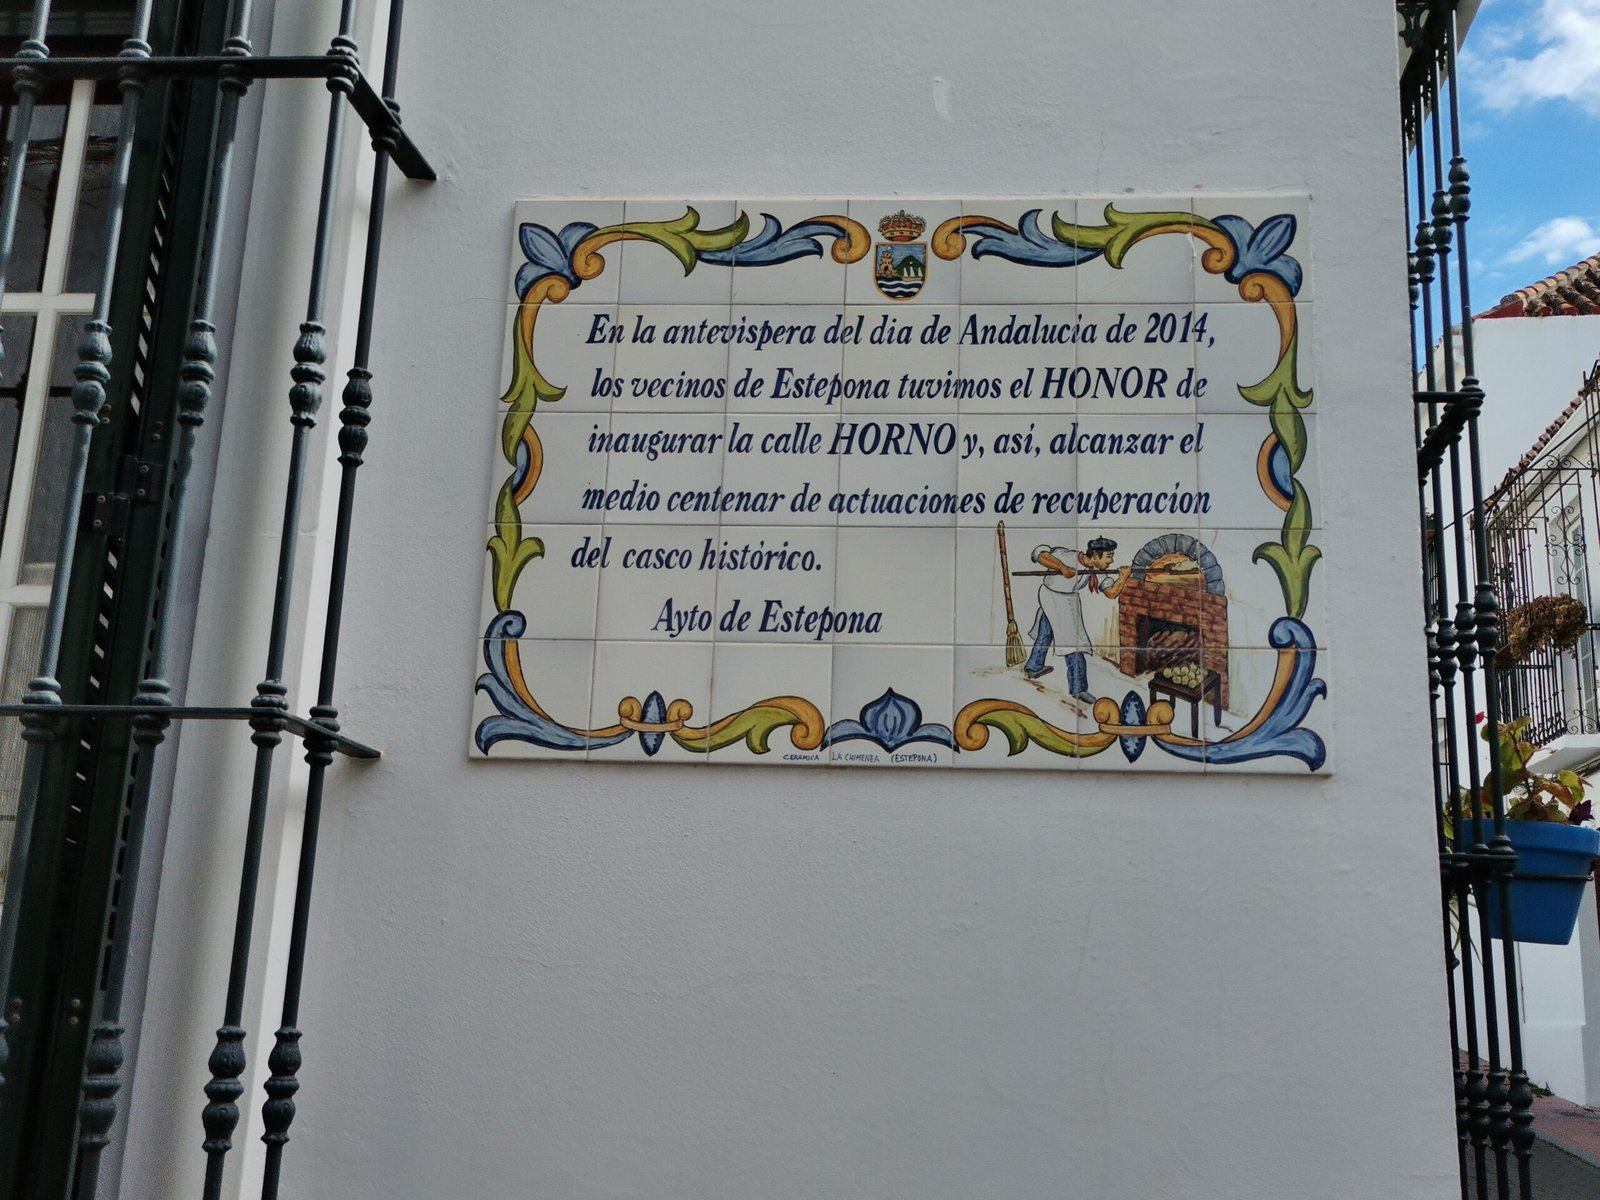 En la antevispera del dia de Andalucia de 2014,
los vecinos de Estepona tuvimos el HONOR de
inaugurar la calle HORNO y, así, alcanzar el
medio centenar de actuaciones de recuperación
del casco histórico.
Ayto de Estepona
CERAMICA LA CHIMENEA (ESTEPONA)